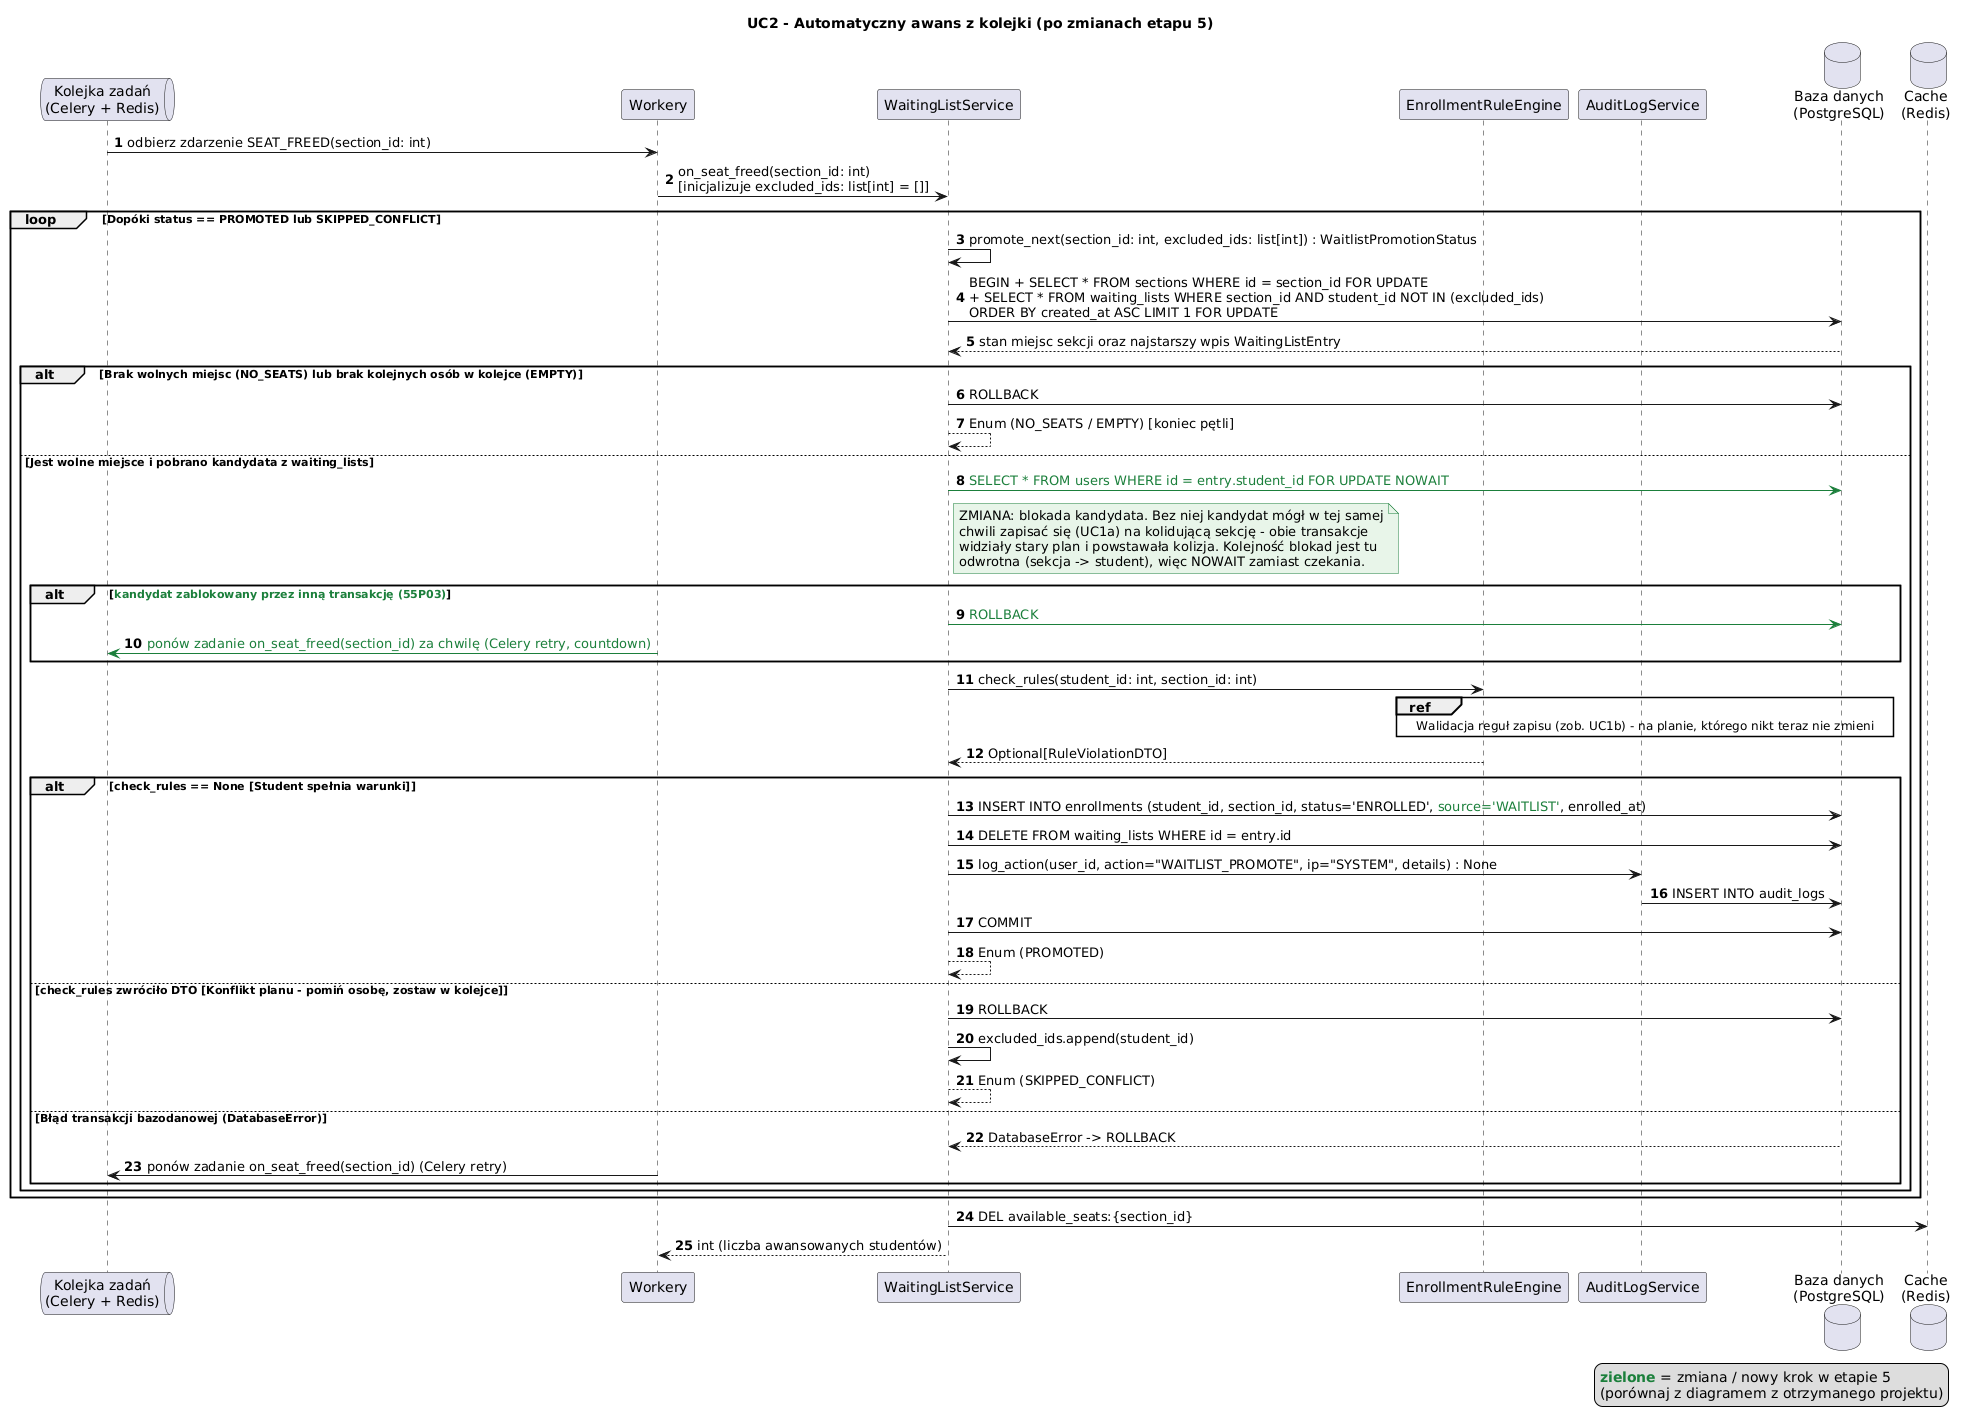 UC2 - Automatyczny awans z kolejki (po zmianach etapu 5)
Kolejka zadań
(Celery + Redis)
Workery
WaitingListService
EnrollmentRuleEngine
AuditLogService
Baza danych
(PostgreSQL)
Cache
(Redis)
1 odbierz zdarzenie SEAT_FREED(section_id: int)
2 on_seat_freed(section_id: int)
[inicjalizuje excluded_ids: list[int] = []]
loop [Dopóki status == PROMOTED lub SKIPPED_CONFLICT]
3 promote_next(section_id: int, excluded_ids: list[int]) : WaitlistPromotionStatus
BEGIN + SELECT * FROM sections WHERE id = section_id FOR UPDATE
4 + SELECT * FROM waiting_lists WHERE section_id AND student_id NOT IN (excluded_ids)
ORDER BY created_at ASC LIMIT 1 FOR UPDATE
5 stan miejsc sekcji oraz najstarszy wpis WaitingListEntry
alt [Brak wolnych miejsc (NO_SEATS) lub brak kolejnych osób w kolejce (EMPTY)]
6 ROLLBACK
7 Enum (NO_SEATS / EMPTY) [koniec pętli]
[Jest wolne miejsce i pobrano kandydata z waiting_lists]
8 SELECT * FROM users WHERE id = entry.student_id FOR UPDATE NOWAIT
ZMIANA: blokada kandydata. Bez niej kandydat mógł w tej samej
chwili zapisać się (UC1a) na kolidującą sekcję - obie transakcje
widziały stary plan i powstawała kolizja. Kolejność blokad jest tu
odwrotna (sekcja -> student), więc NOWAIT zamiast czekania.
alt [kandydat zablokowany przez inną transakcję (55P03)]
9 ROLLBACK
10 ponów zadanie on_seat_freed(section_id) za chwilę (Celery retry, countdown)
11 check_rules(student_id: int, section_id: int)
ref
Walidacja reguł zapisu (zob. UC1b) - na planie, którego nikt teraz nie zmieni
12 Optional[RuleViolationDTO]
alt [check_rules == None [Student spełnia warunki]]
13 INSERT INTO enrollments (student_id, section_id, status='ENROLLED', source='WAITLIST', enrolled_at)
14 DELETE FROM waiting_lists WHERE id = entry.id
15 log_action(user_id, action="WAITLIST_PROMOTE", ip="SYSTEM", details) : None
16 INSERT INTO audit_logs
17 COMMIT
18 Enum (PROMOTED)
[check_rules zwróciło DTO [Konflikt planu - pomiń osobę, zostaw w kolejce]]
19 ROLLBACK
20 excluded_ids.append(student_id)
21 Enum (SKIPPED_CONFLICT)
[Błąd transakcji bazodanowej (DatabaseError)]
22 DatabaseError -> ROLLBACK
23 ponów zadanie on_seat_freed(section_id) (Celery retry)
24 DEL available_seats:{section_id}
25 int (liczba awansowanych studentów)
Kolejka zadań
(Celery + Redis)
Workery
WaitingListService
EnrollmentRuleEngine
AuditLogService
Baza danych
(PostgreSQL)
Cache
(Redis)
zielone = zmiana / nowy krok w etapie 5
(porównaj z diagramem z otrzymanego projektu)